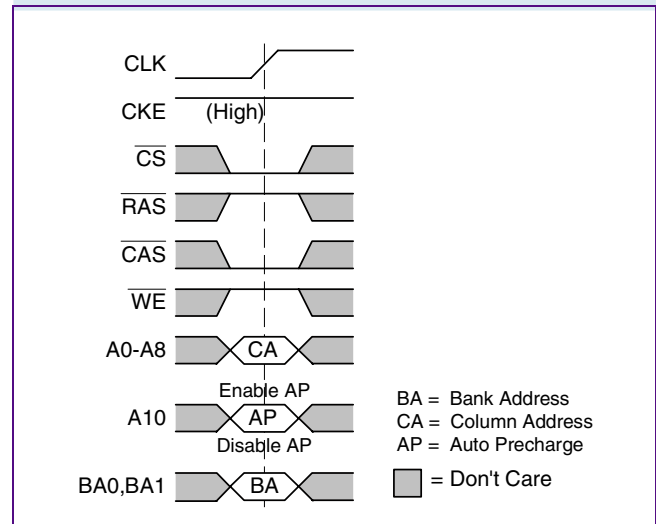 CLK
CKE (High)
CS
RAS
CAS
WE
A0-A8 CA
Enable AP
A10 AP
Disable AP
BA0,BA1 BA
BA = Bank Address
CA = Column Address
AP = Auto Precharge
= Don't Care